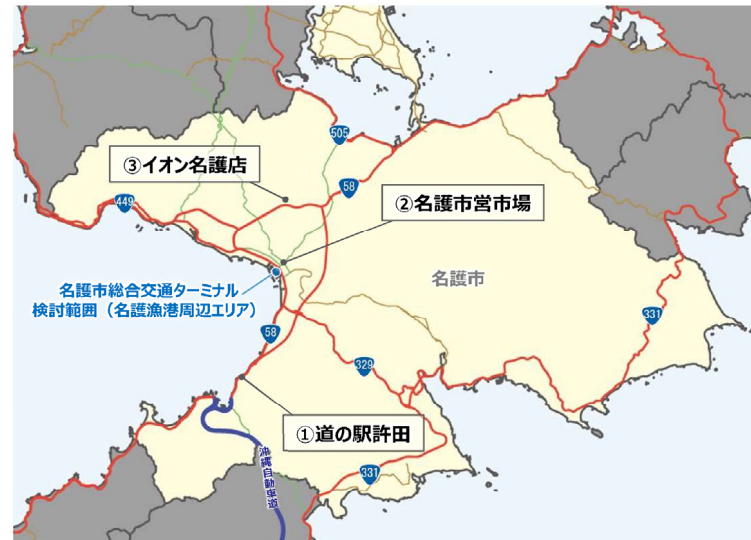 505
③イオン名護店
58
449
②名護市営市場
名護市総合交通ターミナル
検討範囲（名護漁港周辺エリア）
名護市
58
331
329
①道の駅許田
沖縄自動車道
331